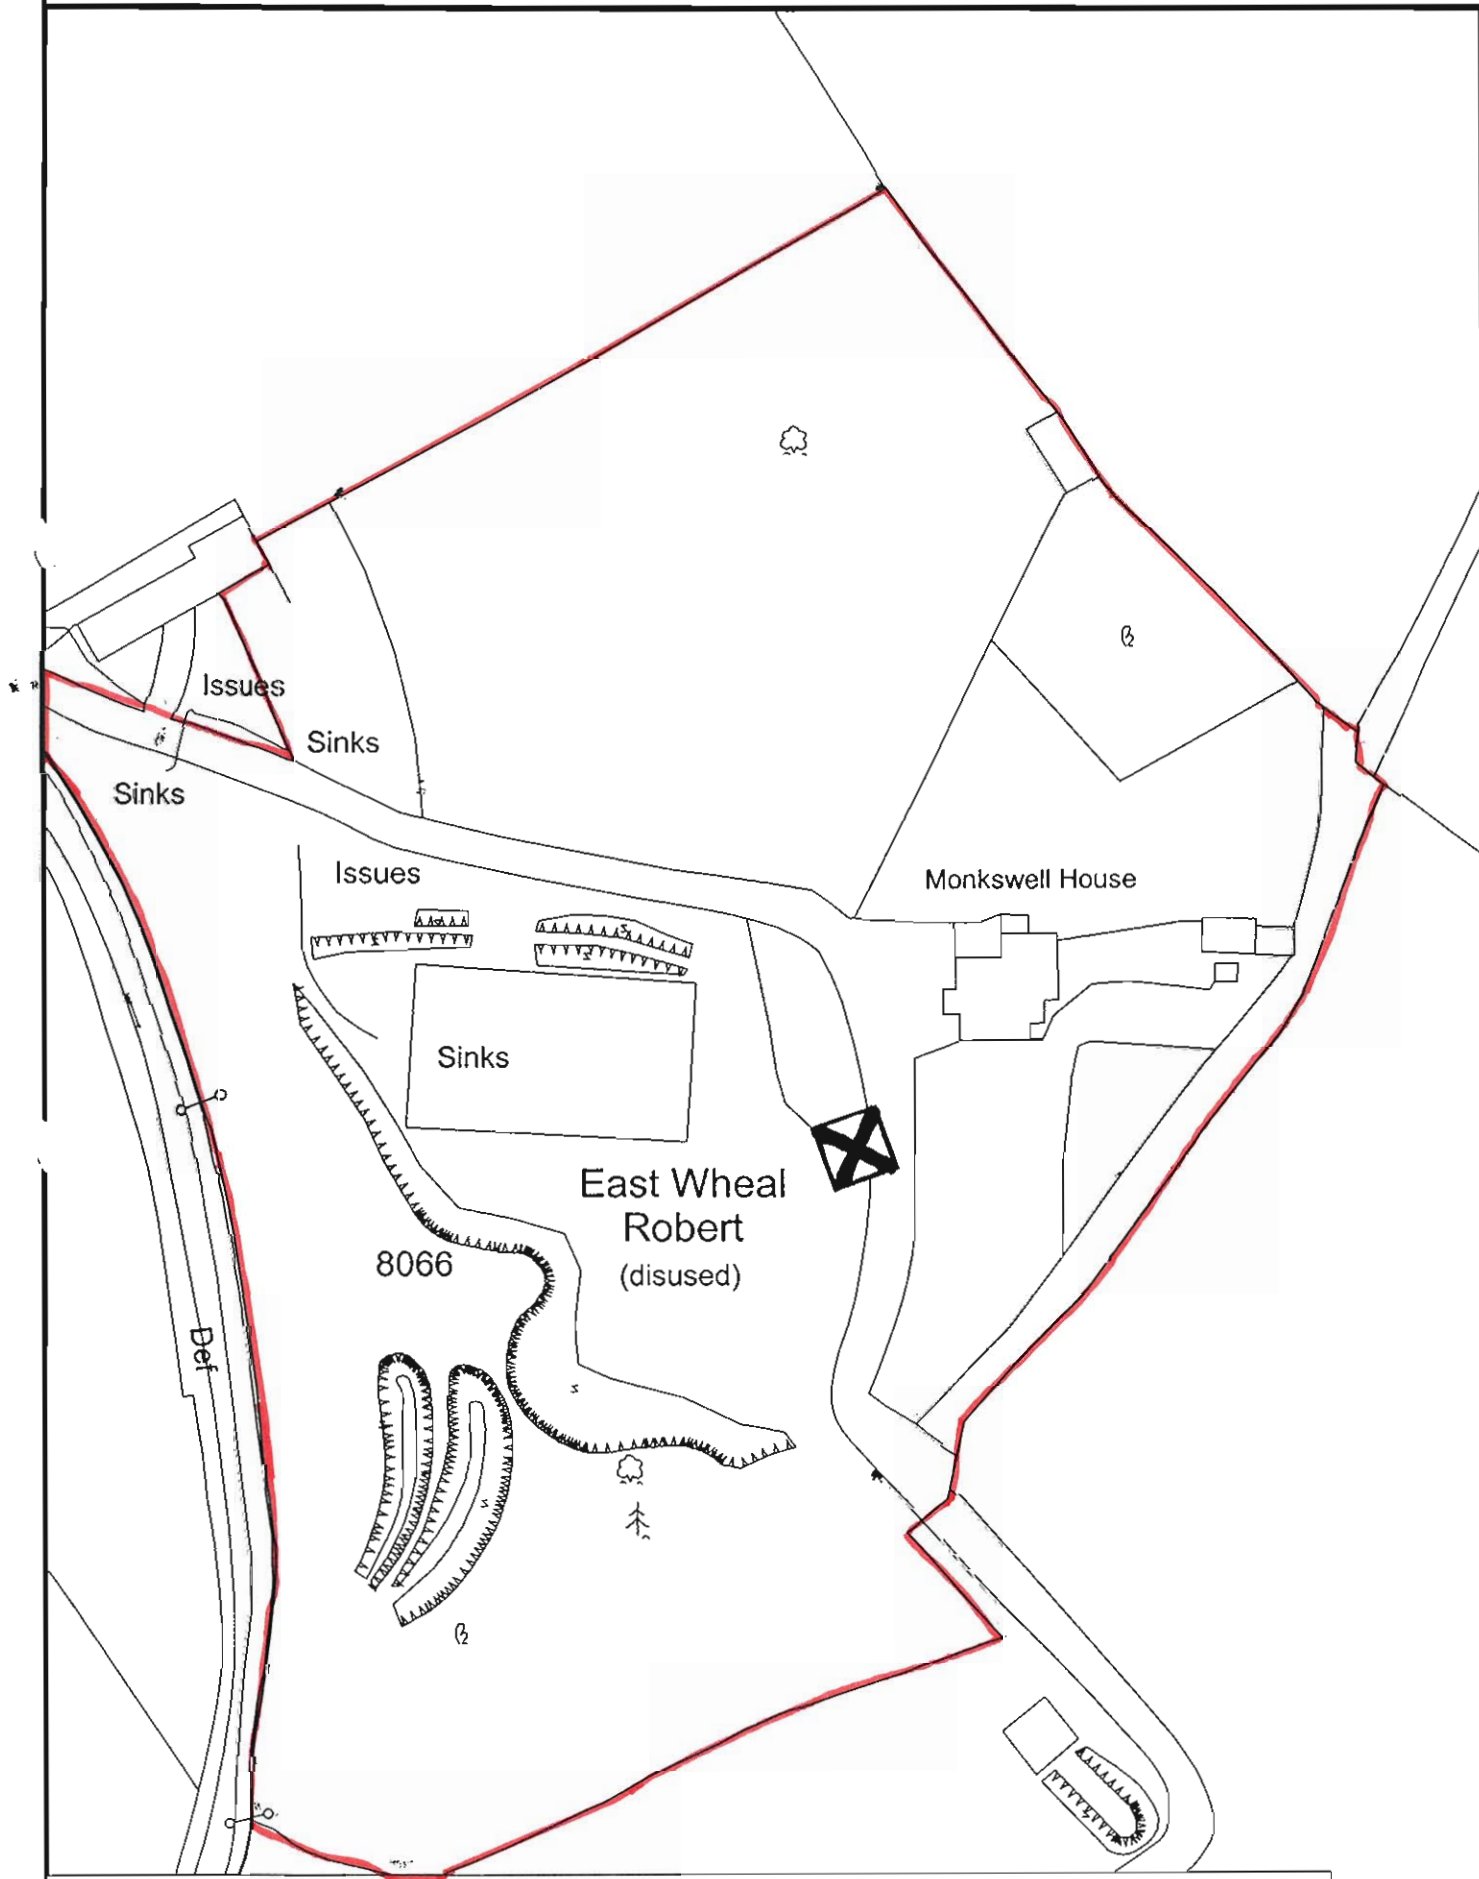 Issues
Sinks
Sinks
Issues
Monkswell House
Sinks
East Wheal
Robert
(disused)
8066
Def